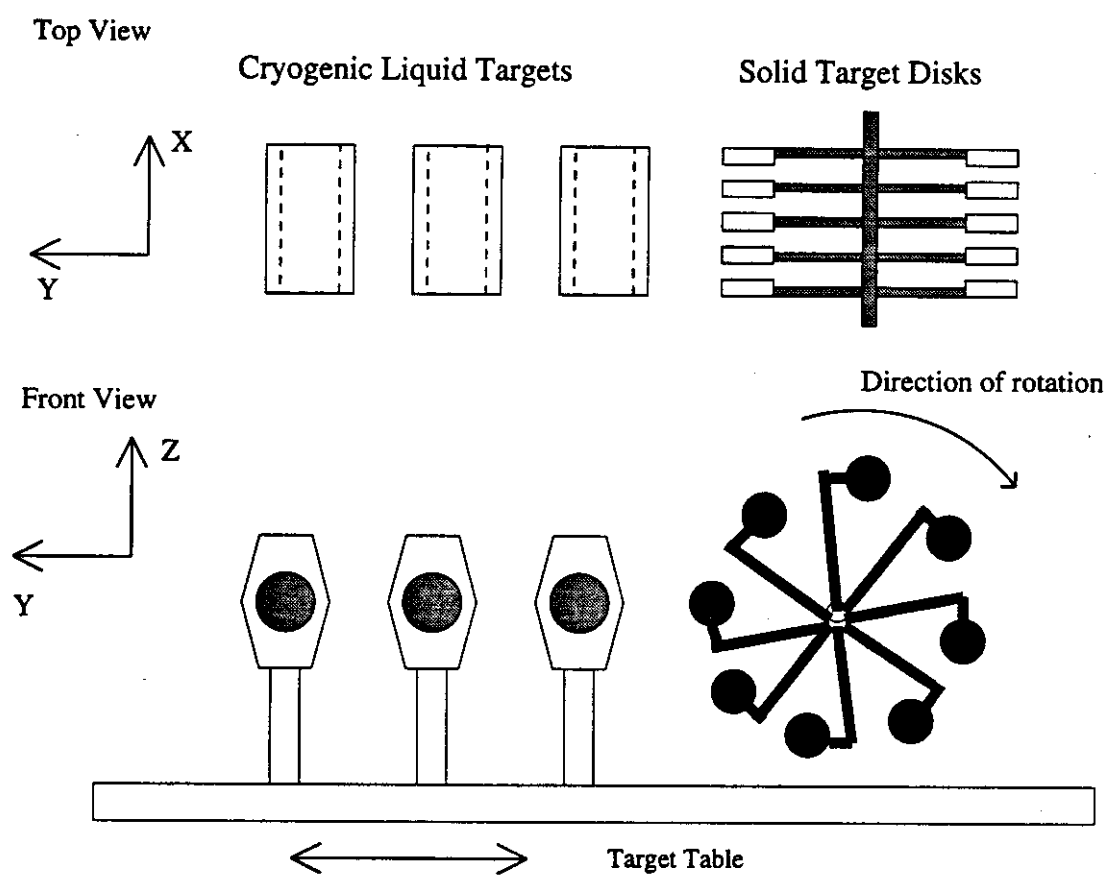 Top View
Cryogenic Liquid Targets
Solid Target Disks
X
Y
Direction of rotation
Front View
Z
Y
Target Table